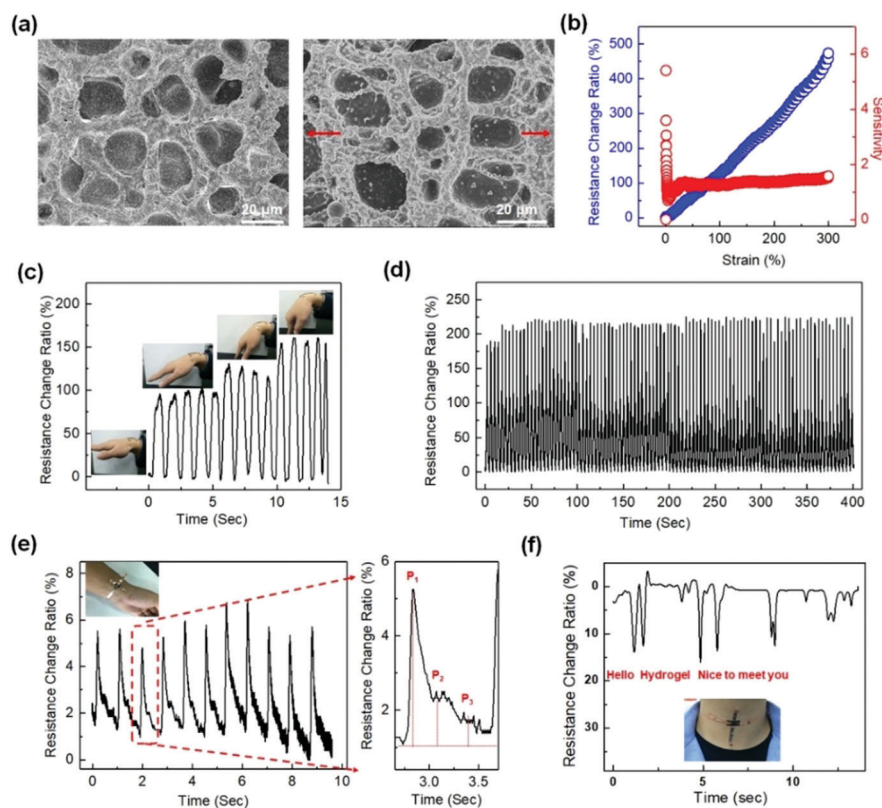 (a)
20 μm
20 μm
(b)
Resistance Change Ratio (%)
500
400
300
200
100
0
0
100
200
300
Strain (%)
6
4
2
0
Sensitivity
(c)
Resistance Change Ratio (%)
200
150
100
50
0
0
5
10
15
Time (Sec)
(d)
Resistance Change Ratio (%)
250
200
150
100
50
0
0
50
100
150
200
250
300
350
400
Time (Sec)
(e)
Resistance Change Ratio (%)
8
6
4
2
0
0
2
4
6
8
10
Time (Sec)
Resistance Change Ratio (%)
6
4
2
P1
P2
P3
3.0
3.5
Time (Sec)
(f)
Resistance Change Ratio (%)
0
10
20
30
Hello Hydrogel Nice to meet you
0
5
10
Time (sec)